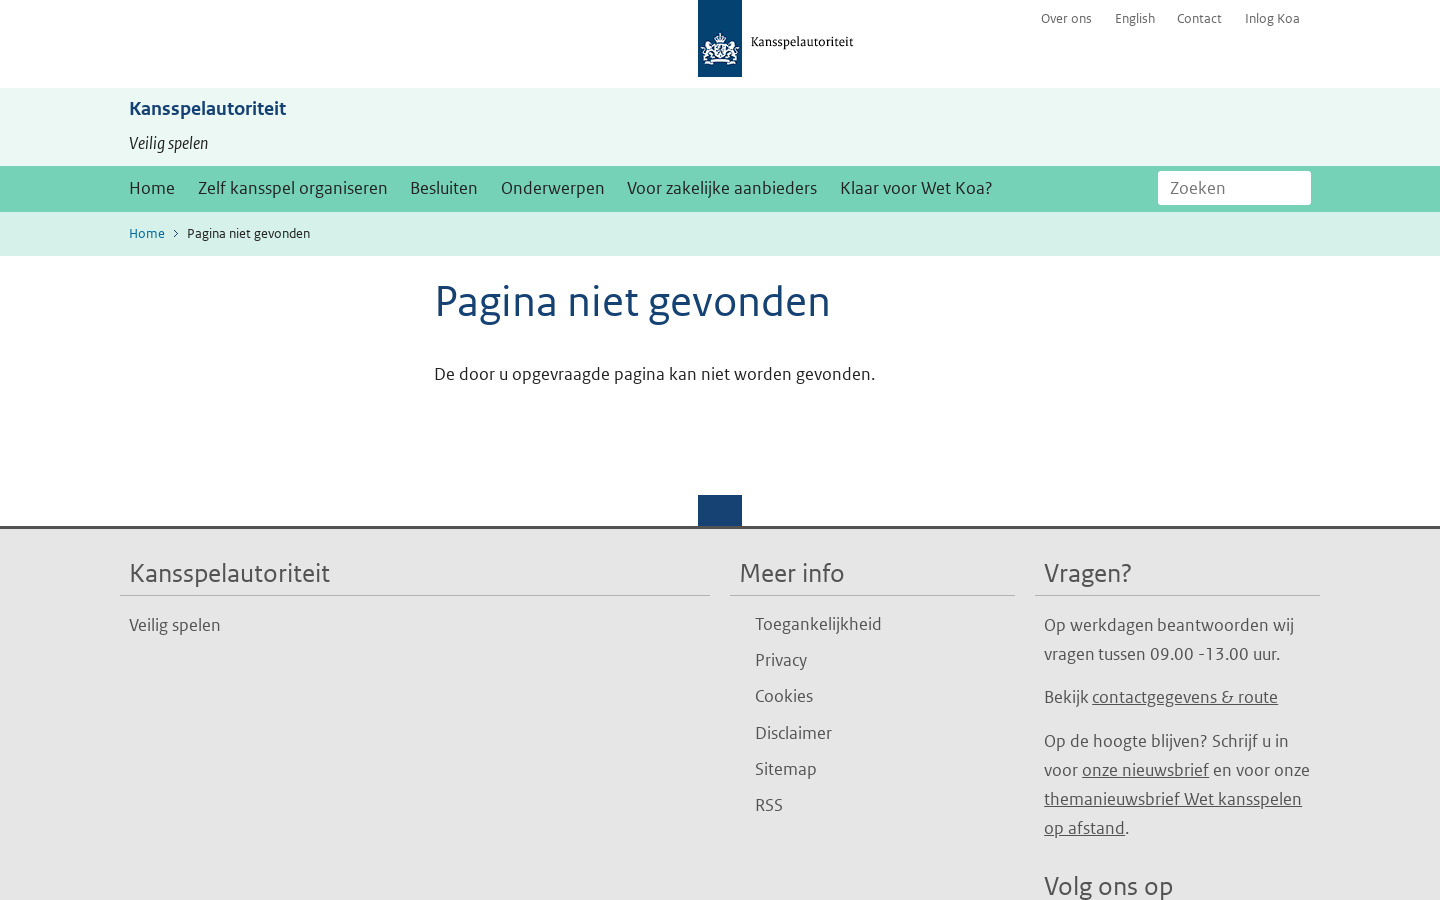 Over ons English Contact Inlog Koa
Kansspelautoriteit
Kansspelautoriteit
Veilig spelen
Home Zelf kansspel organiseren Besluiten Onderwerpen Voor zakelijke aanbieders Klaar voor Wet Koa? Zoeken
Home Pagina niet gevonden
Pagina niet gevonden
De door u opgevraagde pagina kan niet worden gevonden.
Kansspelautoriteit
Veilig spelen
Meer info
Toegankelijkheid
Privacy
Cookies
Disclaimer
Sitemap
RSS
Vragen?
Op werkdagen beantwoorden wij
vragen tussen 09.00 -13.00 uur.
Bekijk contactgegevens & route
Op de hoogte blijven? Schrijf u in
voor onze nieuwsbrief en voor onze
themanieuwsbrief Wet kansspelen
op afstand.
Volg ons op